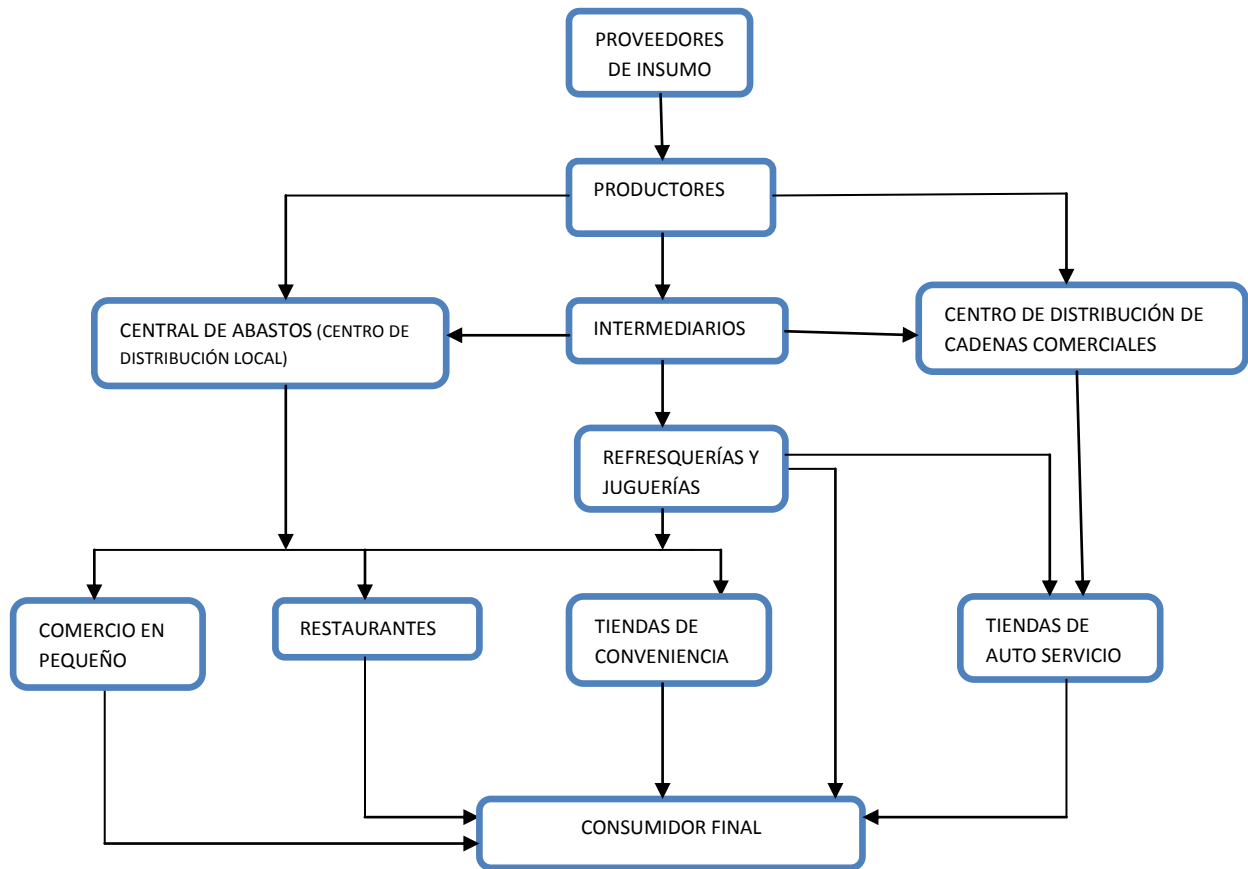 PROVEEDORES
DE INSUMO
PRODUCTORES
CENTRAL DE ABASTOS (CENTRO DE
DISTRIBUCIÓN LOCAL)
INTERMEDIARIOS
CENTRO DE DISTRIBUCIÓN DE
CADENAS COMERCIALES
REFRESQUERÍAS Y
JUGUERÍAS
COMERCIO EN
PEQUEÑO
RESTAURANTES
TIENDAS DE
CONVENIENCIA
TIENDAS DE
AUTO SERVICIO
CONSUMIDOR FINAL